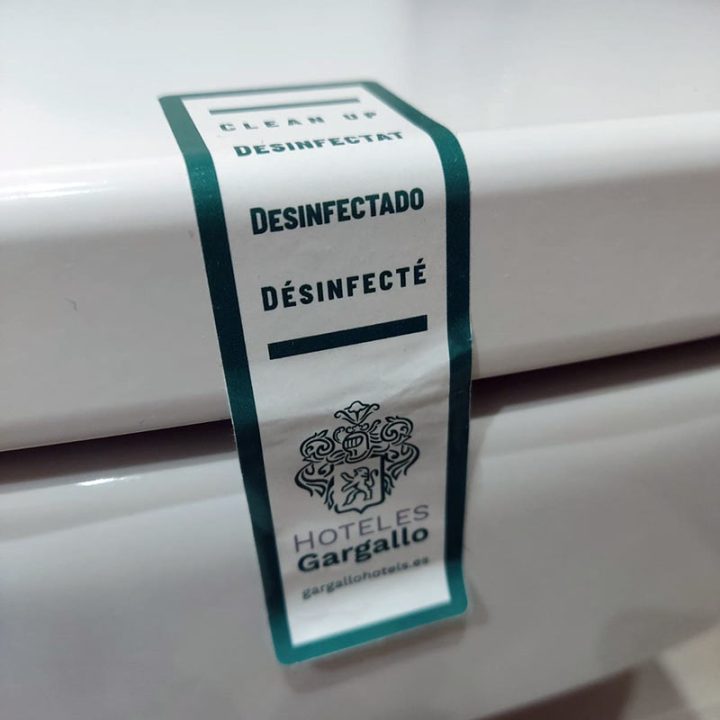 CLEAN UP
DESINFECTAT
DESINFECTADO
DÉSINFECTÉ
HOTELES
Gargallo
gargallohotels.es